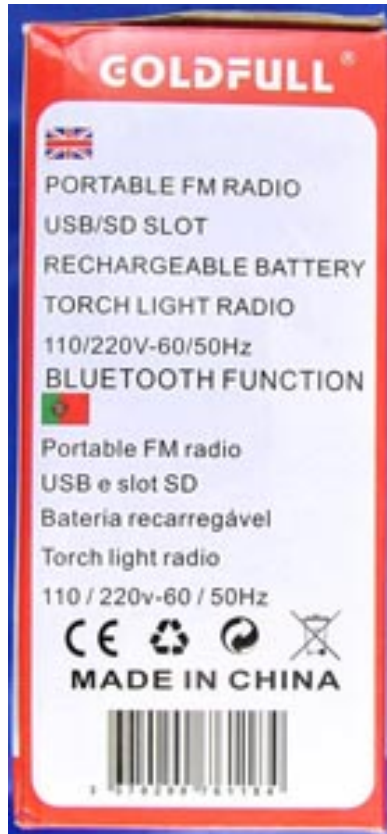 GOLDFULL®
PORTABLE FM RADIO
USB/SD SLOT
RECHARGEABLE BATTERY
TORCH LIGHT RADIO
110/220V-60/50Hz
BLUETOOTH FUNCTION
Portable FM radio
USB e slot SD
Bateria recarregável
Torch light radio
110 / 220v-60 / 50Hz
CE
MADE IN CHINA